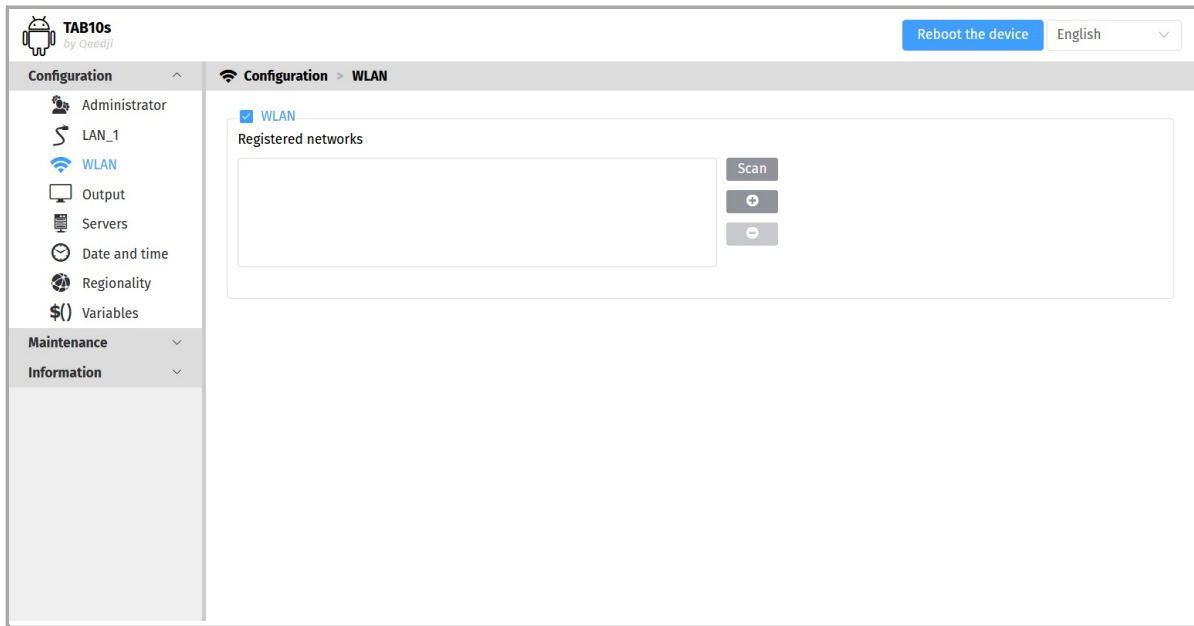 TAB10s
by Qeedji
Reboot the device
English
Configuration
Administrator
LAN_1
WLAN
Output
Servers
Date and time
Regionality
$() Variables
Maintenance
Information
Configuration > WLAN
WLAN
Registered networks
Scan